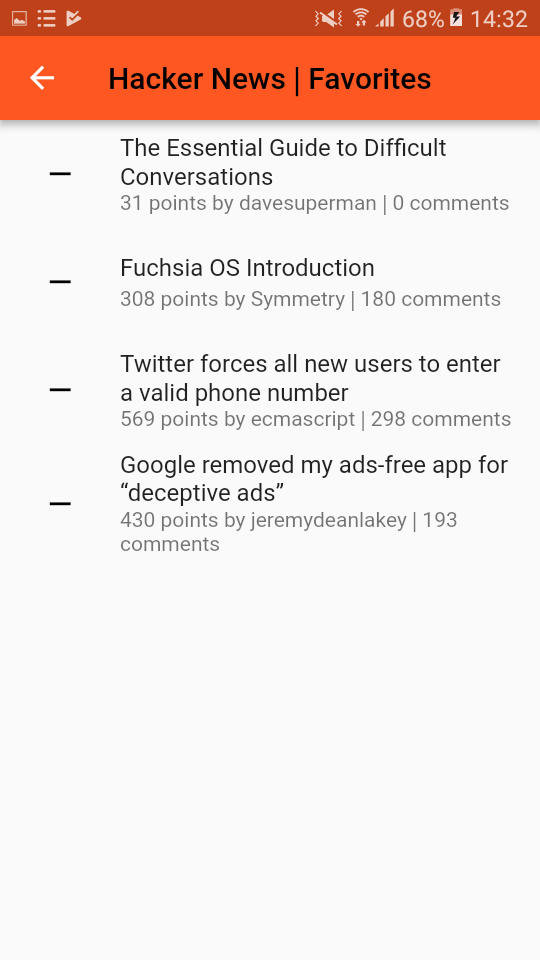 68% 14:32
Hacker News | Favorites
The Essential Guide to Difficult
Conversations
31 points by davesuperman | 0 comments
Fuchsia OS Introduction
308 points by Symmetry | 180 comments
Twitter forces all new users to enter
a valid phone number
569 points by ecmascript | 298 comments
Google removed my ads-free app for
“deceptive ads”
430 points by jeremydeanlakey | 193
comments